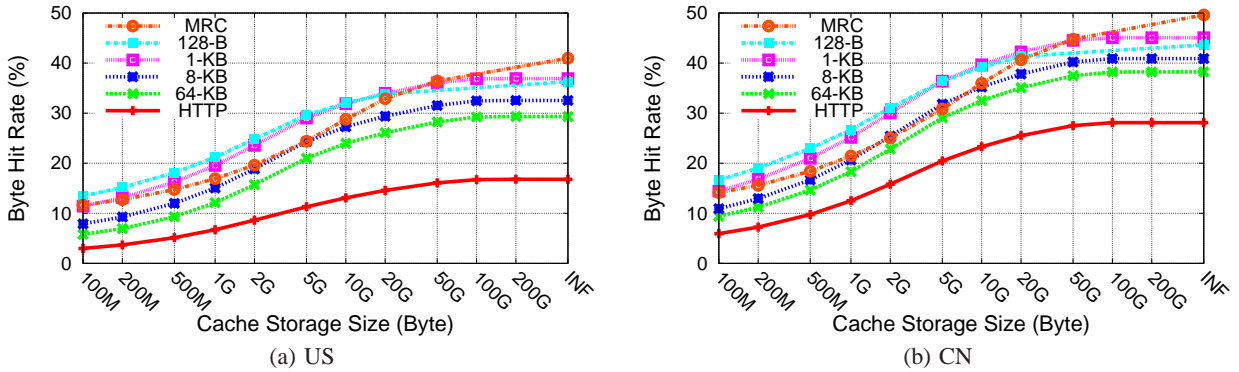 50
40
30
20
10
0
Byte Hit Rate (%)
MRC
128-B
1-KB
8-KB
64-KB
HTTP
100M
200M
500M
1G
2G
5G
10G
20G
50G
100G
200G
INF
Cache Storage Size (Byte)
(a) US
50
40
30
20
10
0
Byte Hit Rate (%)
MRC
128-B
1-KB
8-KB
64-KB
HTTP
100M
200M
500M
1G
2G
5G
10G
20G
50G
100G
200G
INF
Cache Storage Size (Byte)
(b) CN